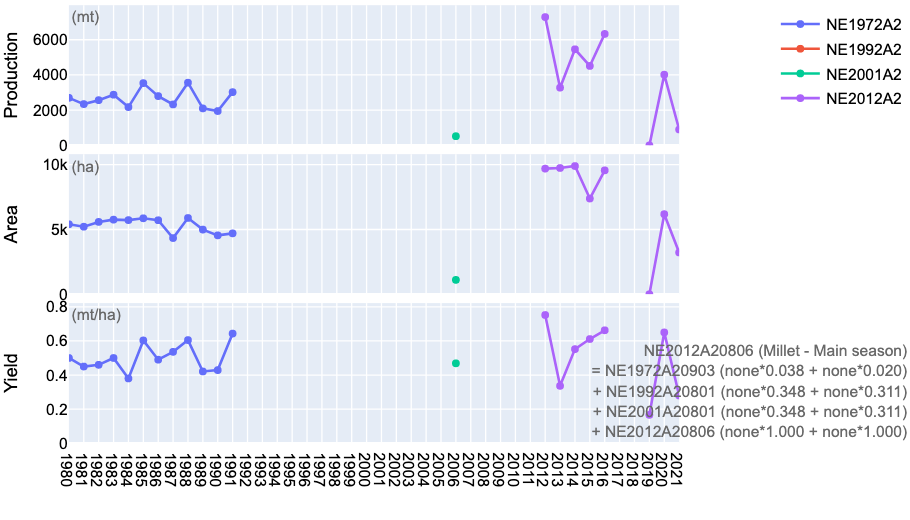 (mt)
Production
6000
4000
2000
0
NE1972A2
NE1992A2
NE2001A2
NE2012A2
(ha)
Area
10k
5k
0
(mt/ha)
Yield
0.8
0.6
0.4
0.2
0
NE2012A20806 (Millet - Main season)
= NE1972A20903 (none*0.038 + none*0.020)
+ NE1992A20801 (none*0.348 + none*0.311)
+ NE2001A20801 (none*0.348 + none*0.311)
+ NE2012A20806 (none*1.000 + none*1.000)
1980 1981 1982 1983 1984 1985 1986 1987 1988 1989 1990 1991 1992 1993 1994 1995 1996 1997 1998 1999 2000 2001 2002 2003 2004 2005 2006 2007 2008 2009 2010 2011 2012 2013 2014 2015 2016 2017 2018 2019 2020 2021